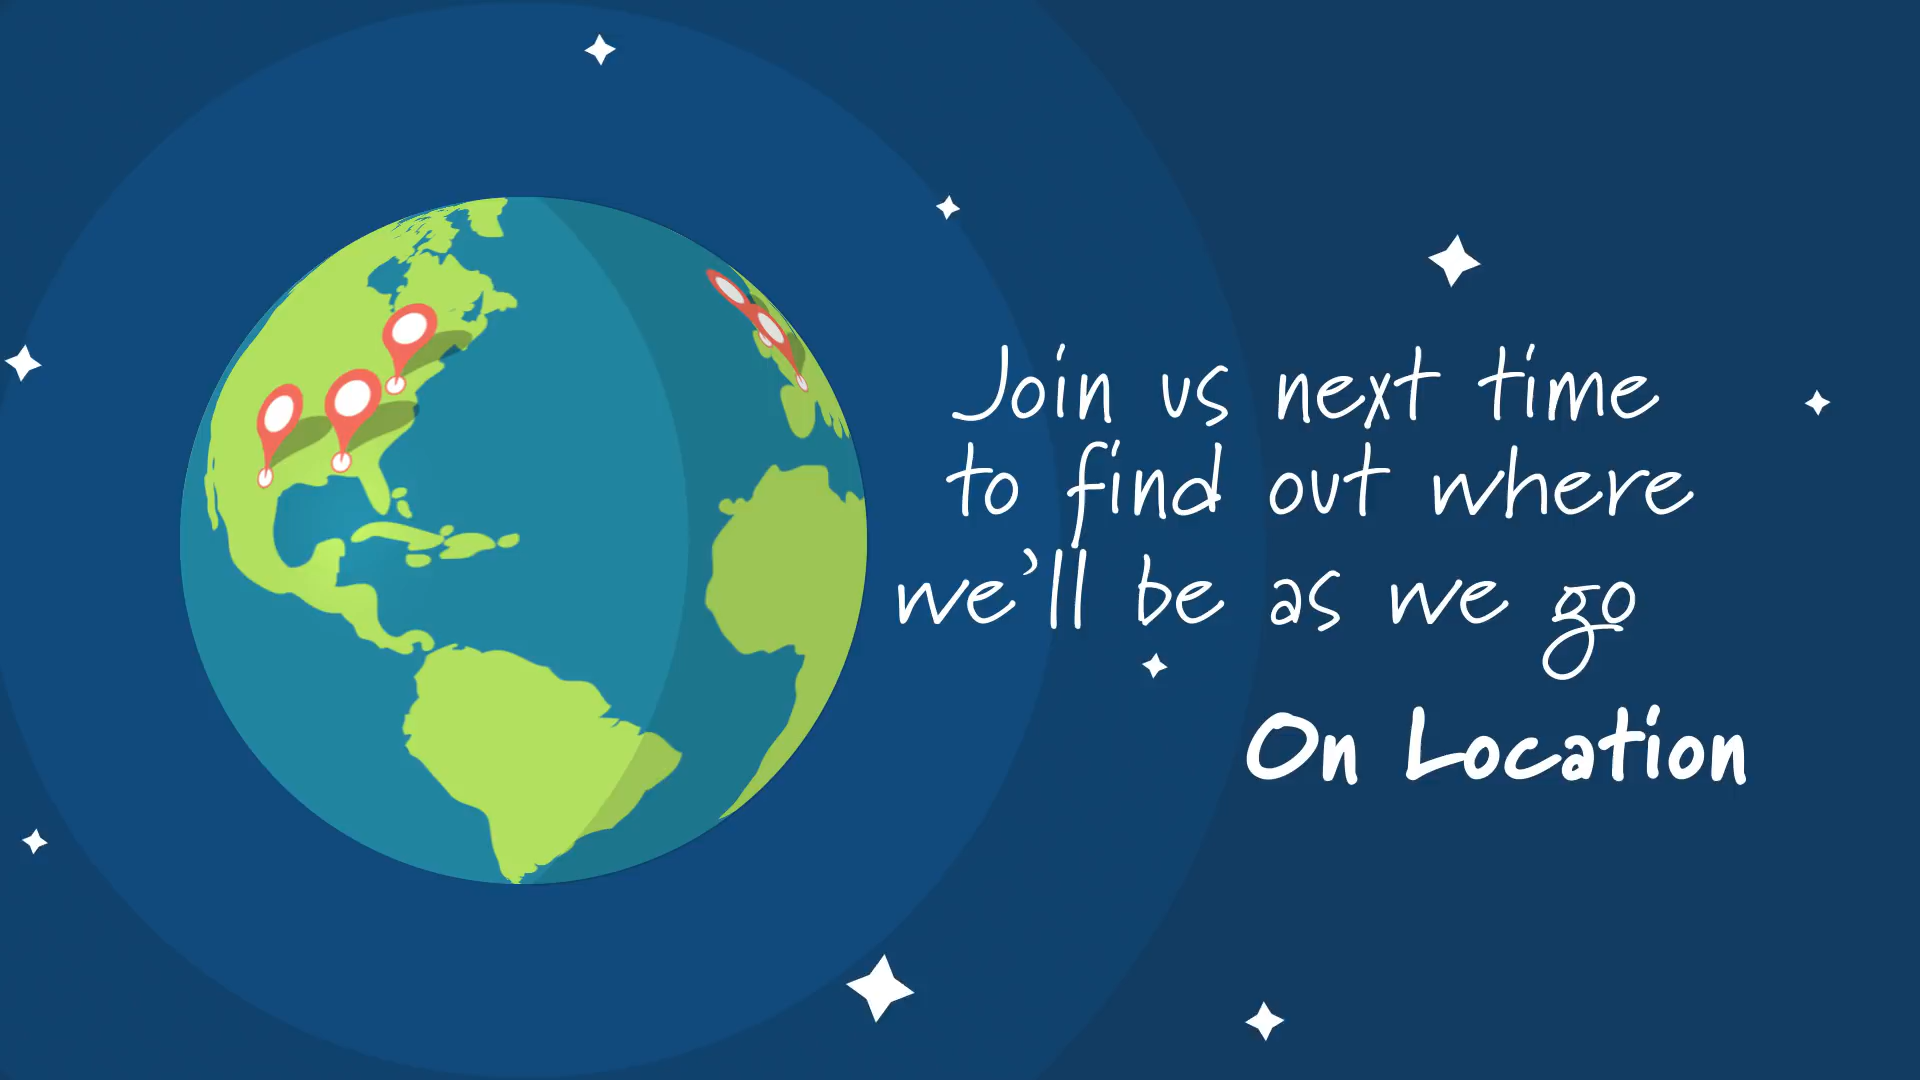 Join us next time
to find out where
we'll be as we go
On Location